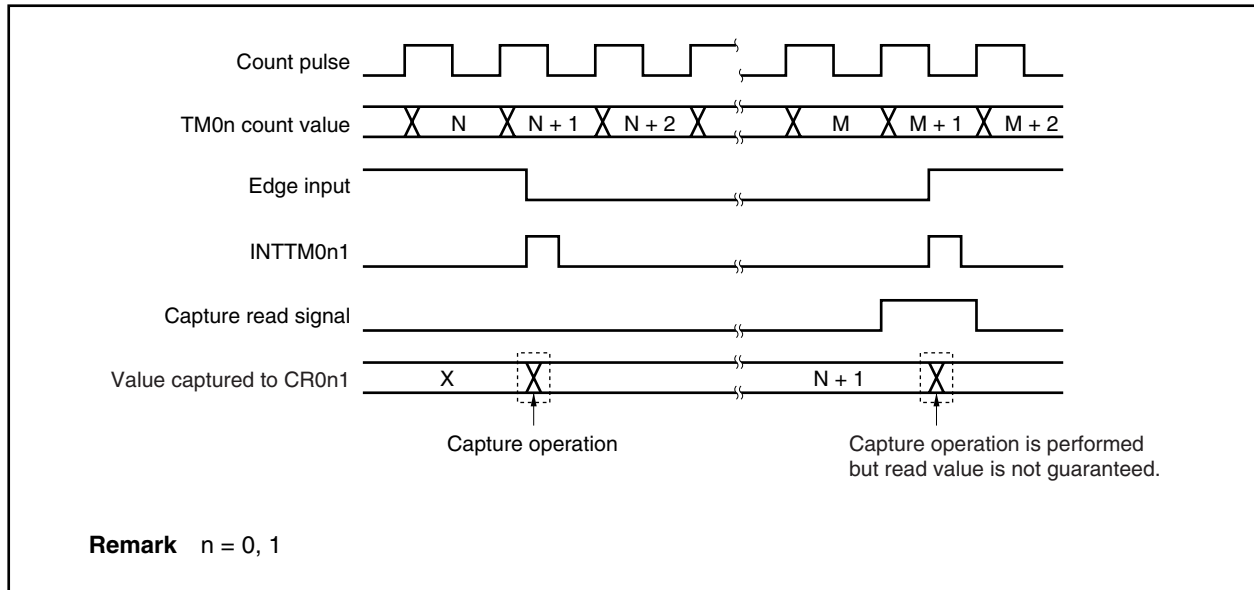 Count pulse
TM0n count value
N
N + 1
N + 2
M
M + 1
M + 2
Edge input
INTTM0n1
Capture read signal
Value captured to CR0n1
X
N + 1
Capture operation
Capture operation is performed
but read value is not guaranteed.
Remark n = 0, 1